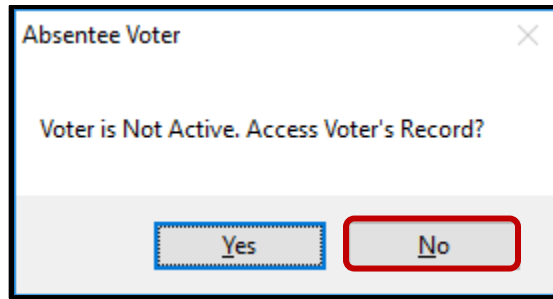 Absentee Voter
Voter is Not Active. Access Voter's Record?
Yes No